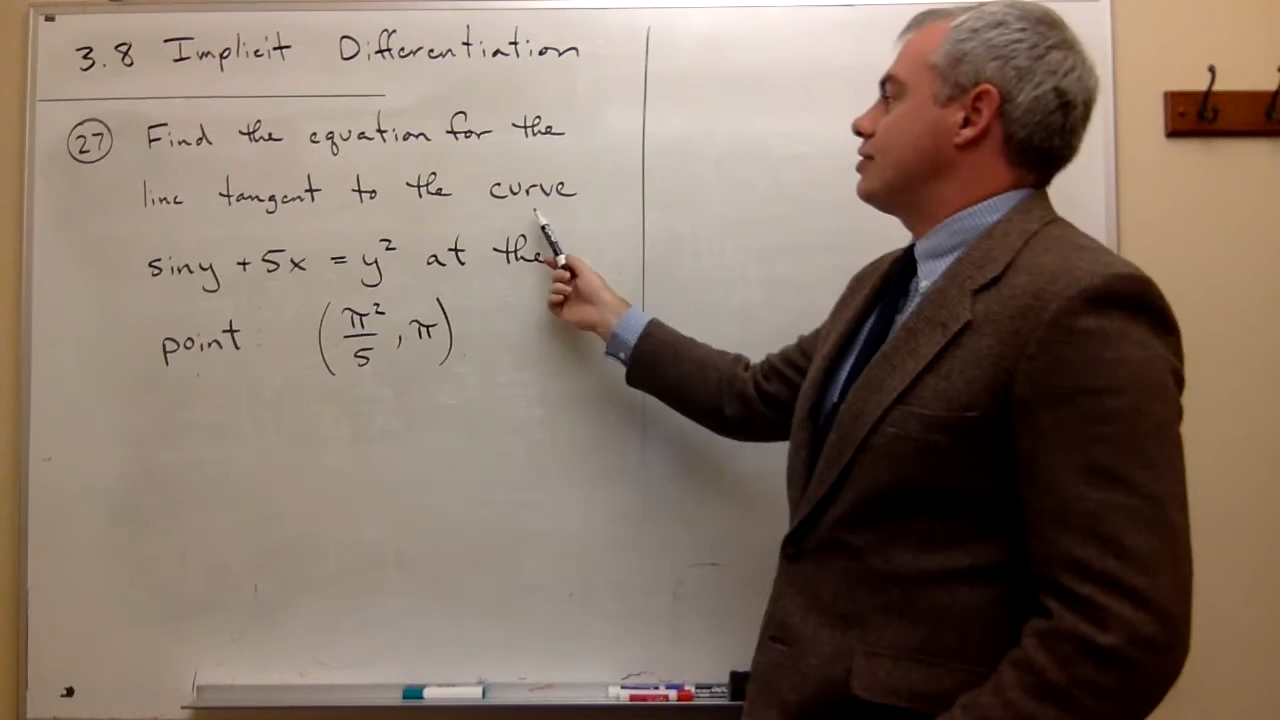 3.8 Implicit Differentiation
27 Find the equation for the
line tangent to the curve
siny + 5x = y² at the
point (π²/5, π)